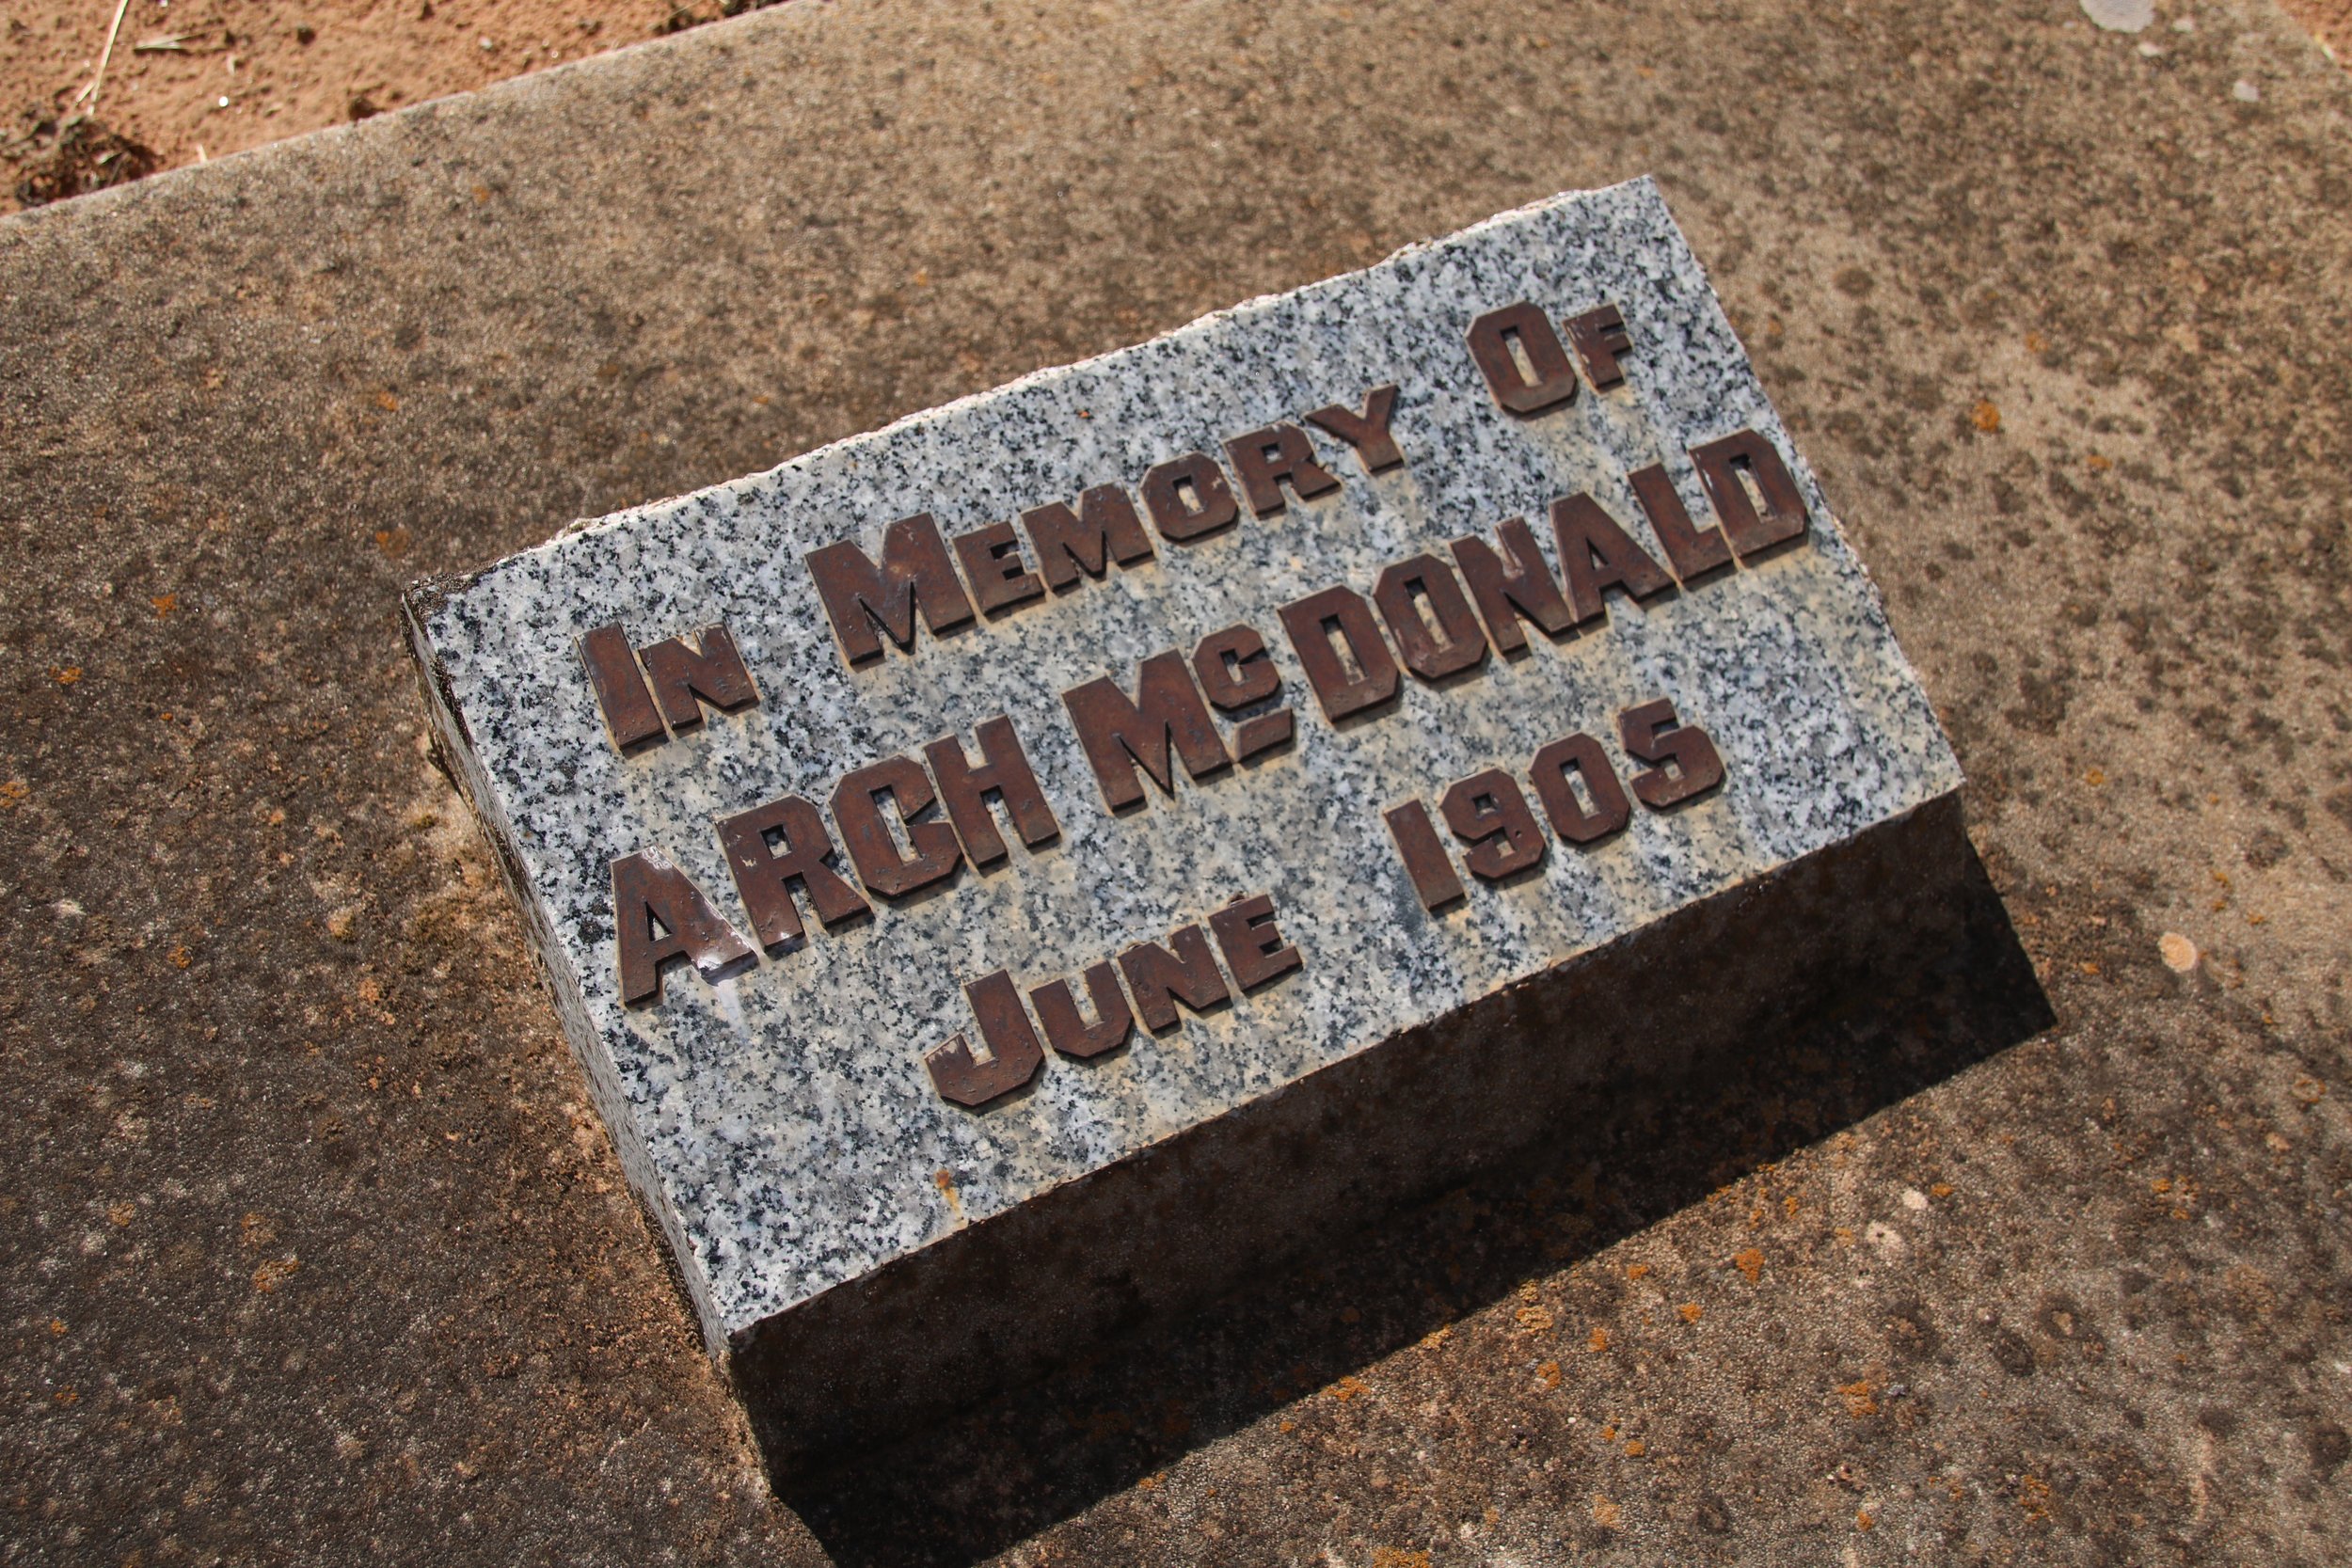 In Memory Of
ARCH McDONALD
June 1905